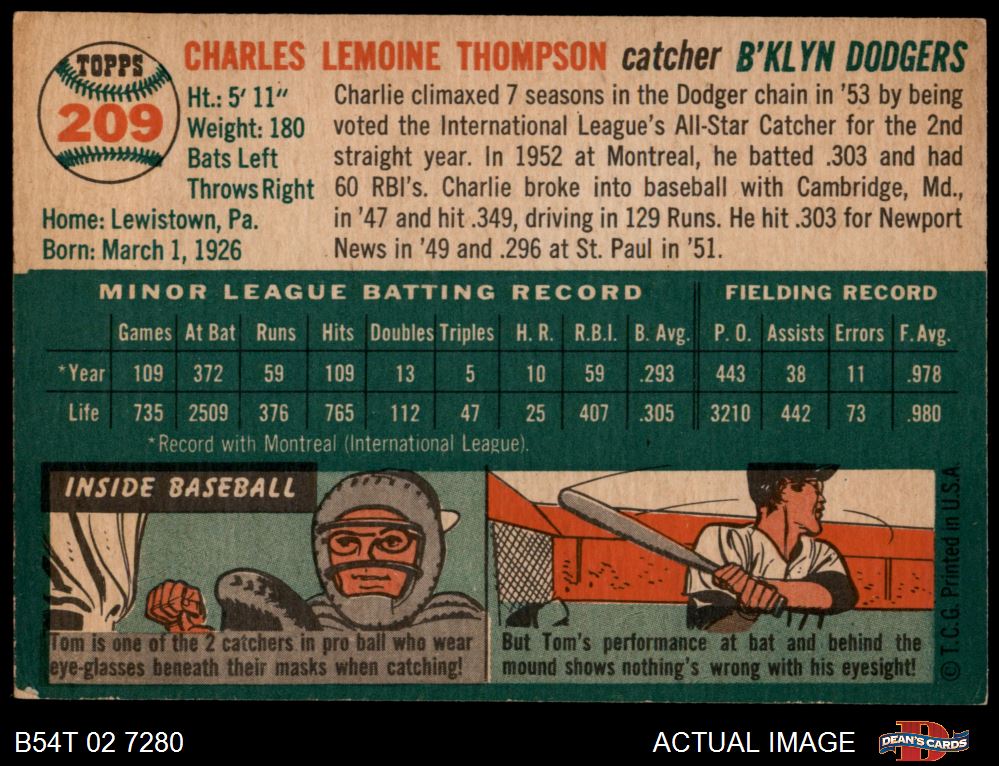 TOPPS
209
CHARLES LEMOINE THOMPSON catcher B'KLYN DODGERS
Ht.: 5' 11"
Weight: 180
Bats Left
Throws Right
Home: Lewistown, Pa.
Born: March 1, 1926
Charlie climaxed 7 seasons in the Dodger chain in '53 by being
voted the International League's All-Star Catcher for the 2nd
straight year. In 1952 at Montreal, he batted .303 and had
60 RBI's. Charlie broke into baseball with Cambridge, Md.,
in '47 and hit .349, driving in 129 Runs. He hit .303 for Newport
News in '49 and .296 at St. Paul in '51.
MINOR LEAGUE BATTING RECORD FIELDING RECORD
Games At Bat Runs Hits Doubles Triples H. R. R.B.I. B. Avg. P. O. Assists Errors F. Avg.
*Year 109 372 59 109 13 5 10 59 .293 443 38 11 .978
Life 735 2509 376 765 112 47 25 407 .305 3210 442 73 .980
*Record with Montreal (International League).
INSIDE BASEBALL
Tom is one of the 2 catchers in pro ball who wear
eye-glasses beneath their masks when catching!
But Tom's performance at bat and behind the
mound shows nothing's wrong with his eyesight!
© T.C.G. Printed in U.S.A.
B54T 02 7280
ACTUAL IMAGE
D
DEAN'S CARDS